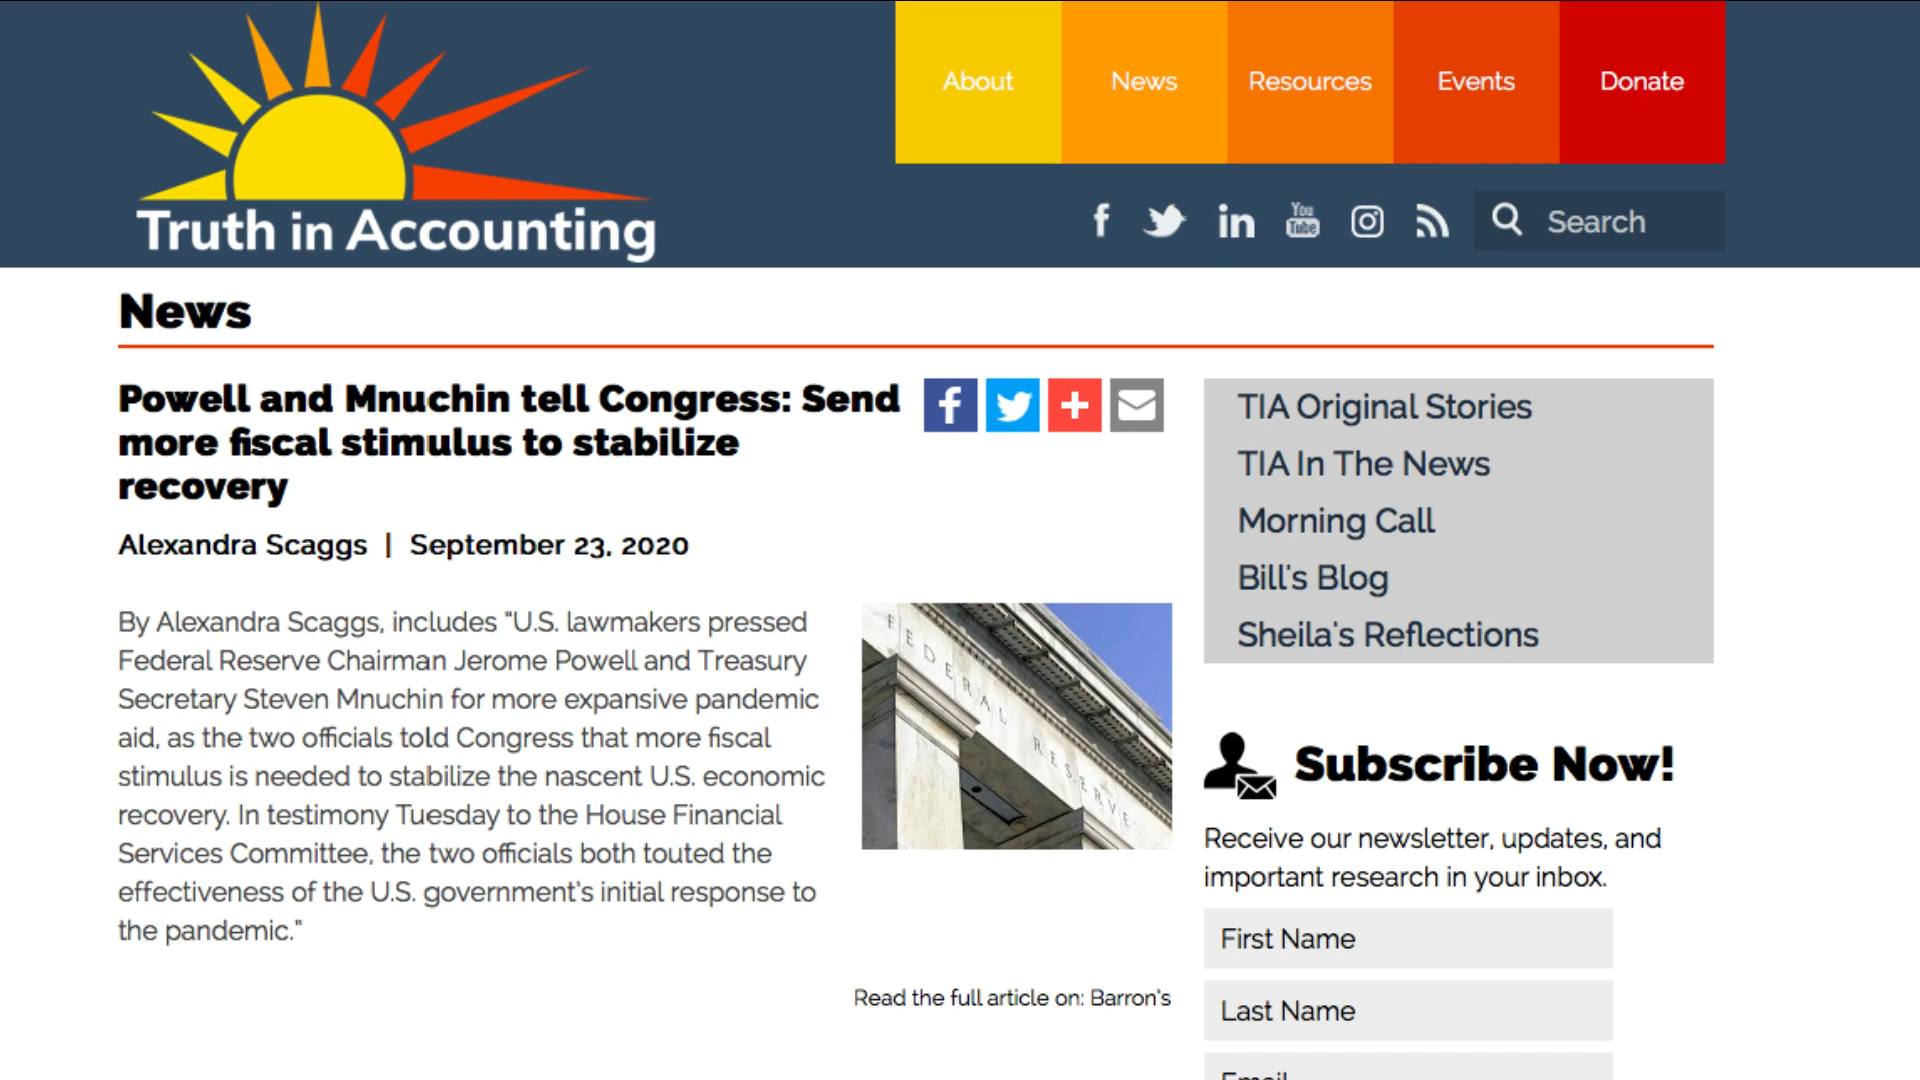 Truth in Accounting
About
News
Resources
Events
Donate
f
in
You
Tube
Search
News
Powell and Mnuchin tell Congress: Send
more fiscal stimulus to stabilize
recovery
Alexandra Scaggs | September 23, 2020
By Alexandra Scaggs, includes "U.S. lawmakers pressed
Federal Reserve Chairman Jerome Powell and Treasury
Secretary Steven Mnuchin for more expansive pandemic
aid, as the two officials told Congress that more fiscal
stimulus is needed to stabilize the nascent U.S. economic
recovery. In testimony Tuesday to the House Financial
Services Committee, the two officials both touted the
effectiveness of the U.S. government's initial response to
the pandemic."
FEDERAL RESERVE
Read the full article on: Barron's
TIA Original Stories
TIA In The News
Morning Call
Bill's Blog
Sheila's Reflections
Subscribe Now!
Receive our newsletter, updates, and
important research in your inbox.
First Name
Last Name
Email